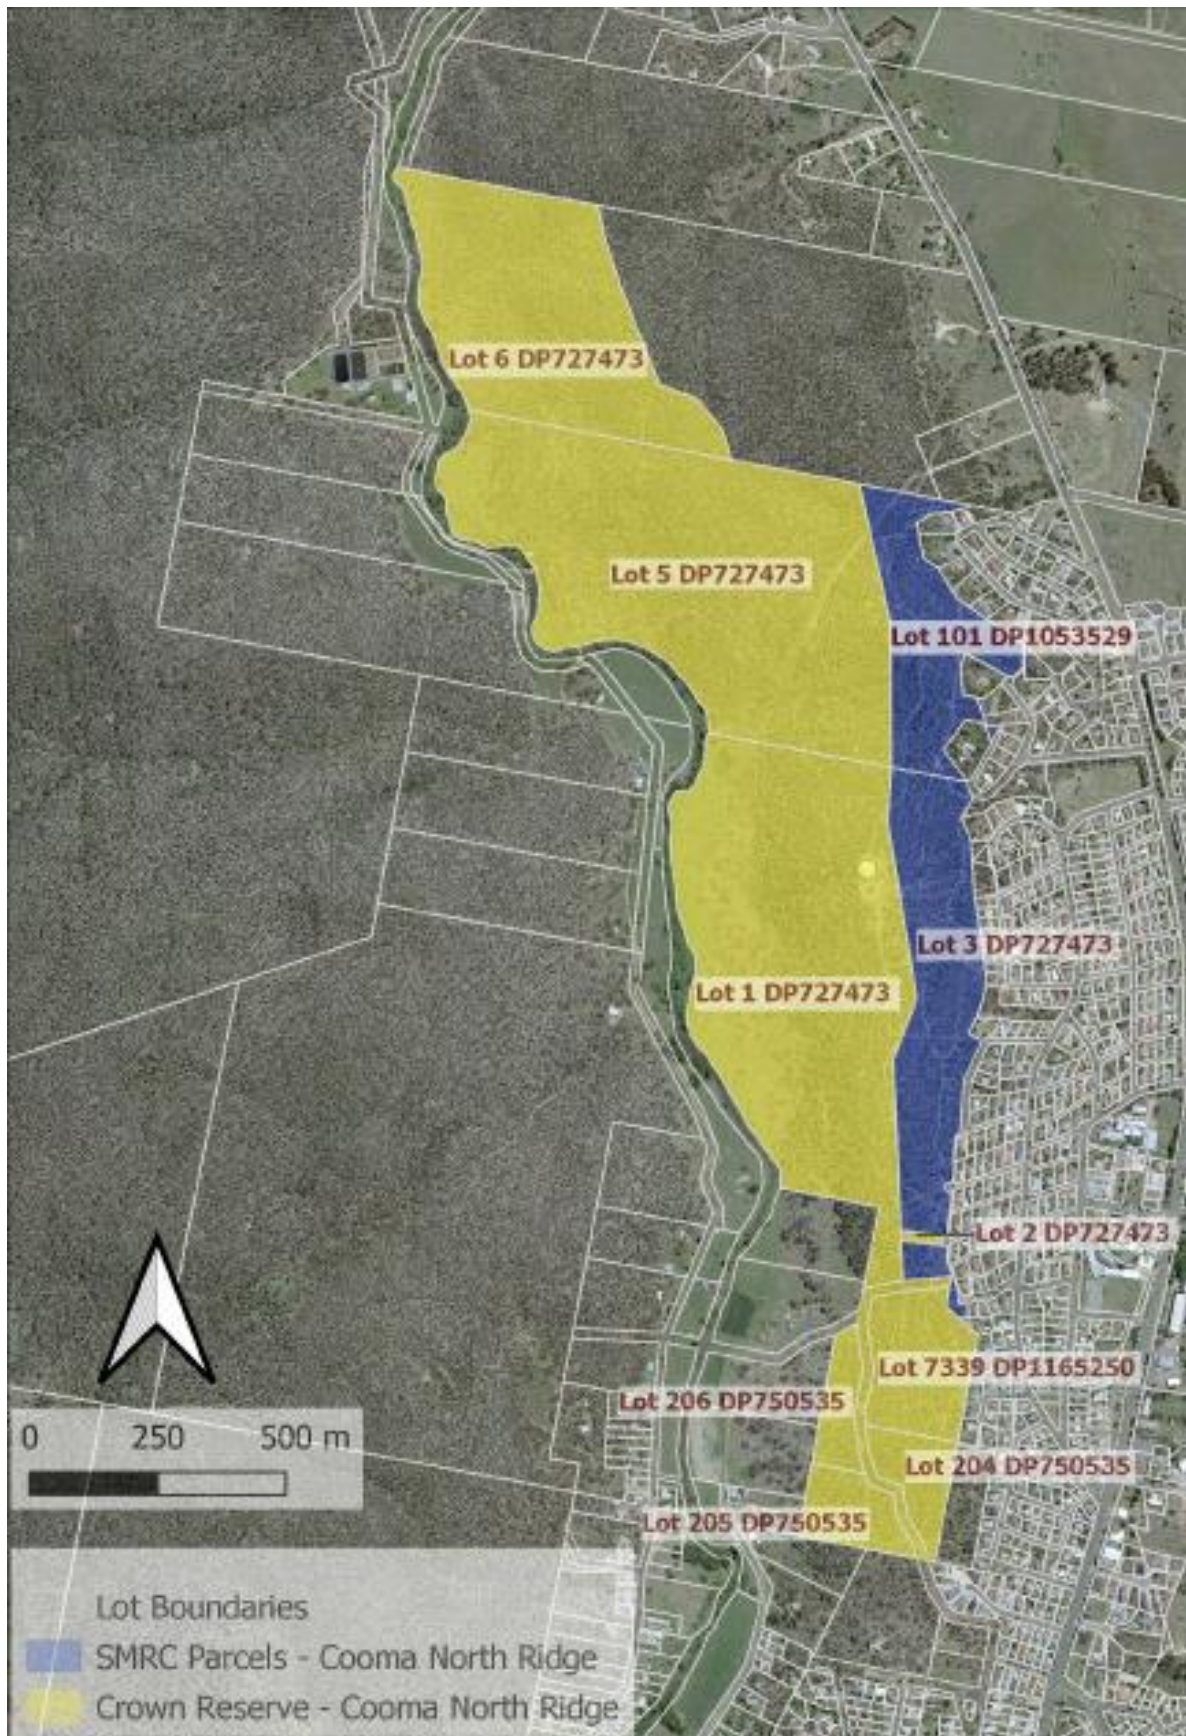 Lot 6 DP727473
Lot 5 DP727473
Lot 101 DP1053529
Lot 3 DP727473
Lot 1 DP727473
Lot 2 DP727473
Lot 7339 DP1165250
Lot 206 DP750535
Lot 204 DP750535
Lot 205 DP750535
0 250 500 m
Lot Boundaries
SMRC Parcels - Cooma North Ridge
Crown Reserve - Cooma North Ridge